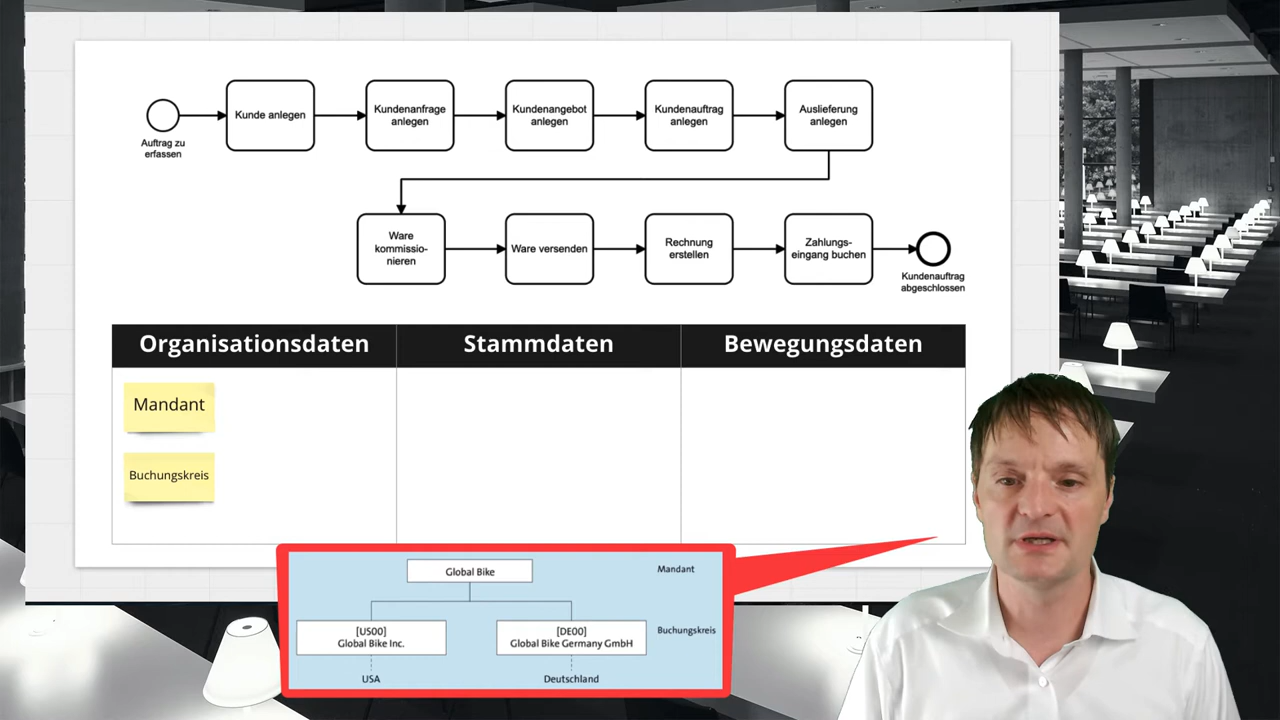 Auftrag zu
erfassen
Kunde anlegen
Kundenanfrage
anlegen
Kundenangebot
anlegen
Kundenauftrag
anlegen
Auslieferung
anlegen
Ware
kommissio-
nieren
Ware versenden
Rechnung
erstellen
Zahlungs-
eingang buchen
Kundenauftrag
abgeschlossen
Organisationsdaten
Stammdaten
Bewegungsdaten
Mandant
Buchungskreis
Global Bike
Mandant
[US00]
Global Bike Inc.
[DE00]
Global Bike Germany GmbH
Buchungskreis
USA
Deutschland